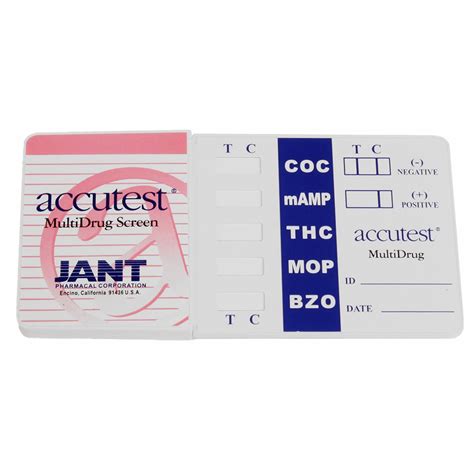 accutest®
MultiDrug Screen
JANT
PHARMACAL CORPORATION
Encino, California 91436 U.S.A.
T C
COC
mAMP
THC
MOP
BZO
T C
T C
(-)
NEGATIVE
(+)
POSITIVE
accutest®
MultiDrug
ID
DATE